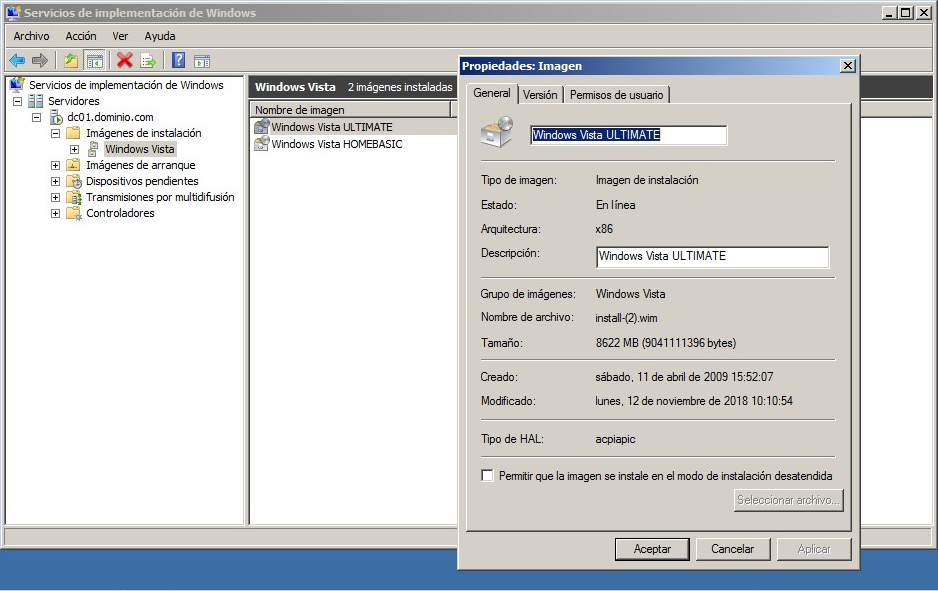 Servicios de implementación de Windows
Archivo Acción Ver Ayuda
Servicios de implementación de Windows
Servidores
dc01.dominio.com
Imágenes de instalación
Windows Vista
Imágenes de arranque
Dispositivos pendientes
Transmisiones por multidifusión
Controladores
Windows Vista 2 imágenes instaladas
Nombre de imagen
Windows Vista ULTIMATE
Windows Vista HOMEBASIC
Propiedades: Imagen
General Versión Permisos de usuario
Windows Vista ULTIMATE
Tipo de imagen: Imagen de instalación
Estado: En línea
Arquitectura: x86
Descripción: Windows Vista ULTIMATE
Grupo de imágenes: Windows Vista
Nombre de archivo: install-(2).wim
Tamaño: 8622 MB (9041111396 bytes)
Creado: sábado, 11 de abril de 2009 15:52:07
Modificado: lunes, 12 de noviembre de 2018 10:10:54
Tipo de HAL: acpiapic
Permitir que la imagen se instale en el modo de instalación desatendida
Seleccionar archivo...
Aceptar Cancelar Aplicar